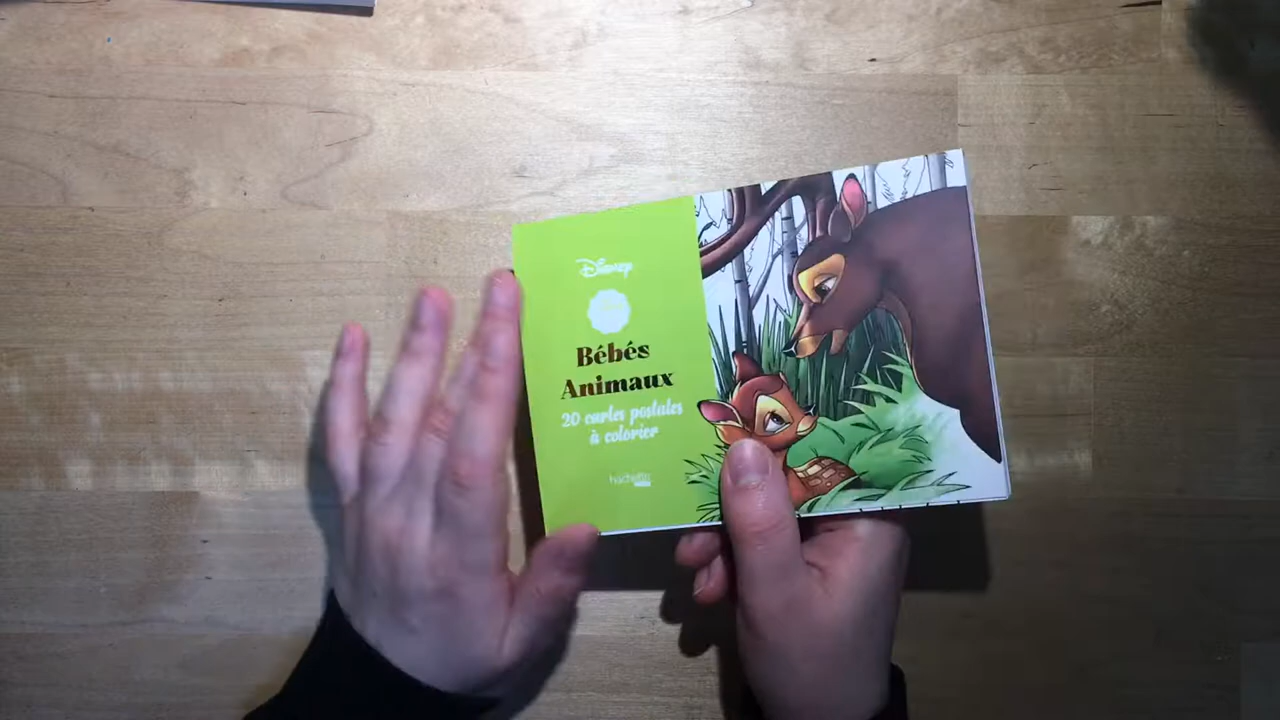 Disney
Bébés
Animaux
20 cartes postales
à colorier
hachette